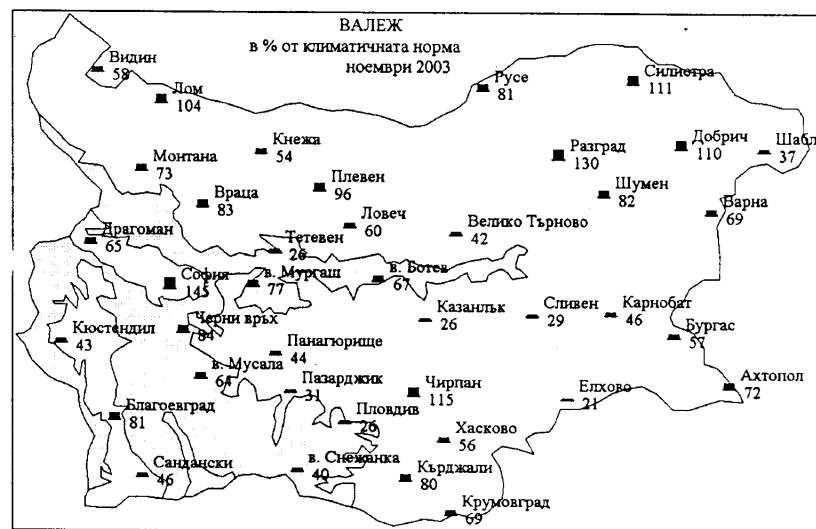 ВАЛЕЖ
в % от климатичната норма
ноември 2003
Видин
58
Лом
104
Русе
81
Силистра
111
Кнежа
54
Монтана
73
Плевен
96
Враца
83
Разград
130
Добрич
110
Шабл
37
Шумен
82
Варна
69
Ловеч
60
Велико Търново
42
Драгоман
65
Тетевен
26
София
145
в. Мургаш
77
в. Ботев
67
Казанлък
26
Сливен
29
Карнобат
46
Бургас
57
Кюстендил
43
Черни връх
84
Панагюрище
44
в. Мусала
64
Пазарджик
31
Чирпан
115
Елхово
21
Ахтопол
72
Благоевград
81
Пловдив
26
Хасково
56
Сандански
46
в. Снежанка
40
Кърджали
80
Крумовград
69